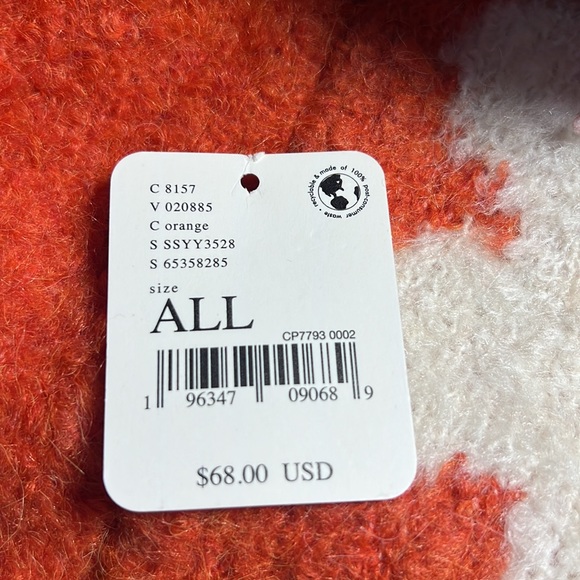 C 8157
V 020885
C orange
S SSYY3528
S 65358285
recyclable & made of 100% post-consumer waste •
size
ALL
CP7793 0002
1 96347 09068 9
$68.00 USD